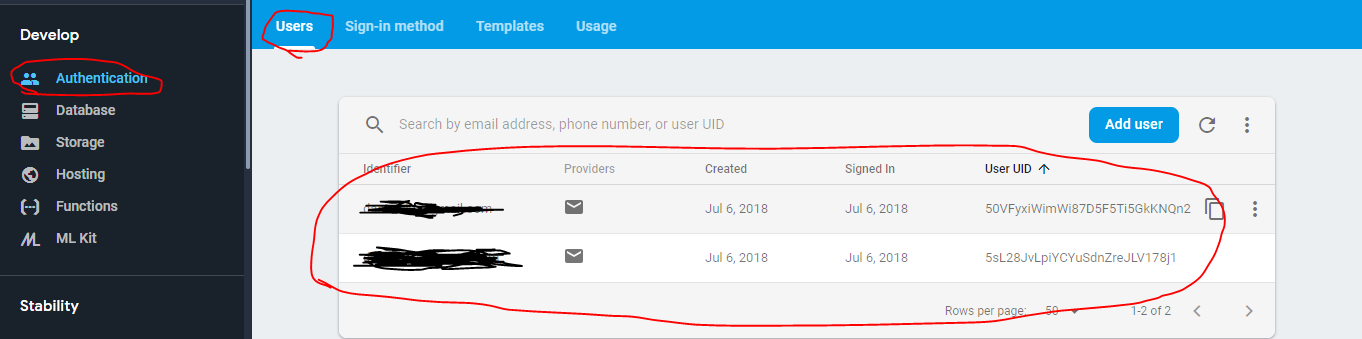 Develop
Authentication
Database
Storage
Hosting
Functions
ML Kit
Stability
Users Sign-in method Templates Usage
Search by email address, phone number, or user UID Add user
Identifier Providers Created Signed In User UID
Jul 6, 2018 Jul 6, 2018 50VFyxiWimWi87D5F5Ti5GkKNQn2
Jul 6, 2018 Jul 6, 2018 5sL28JvLpiYCYuSdnZreJLV178j1
Rows per page: 50 1-2 of 2